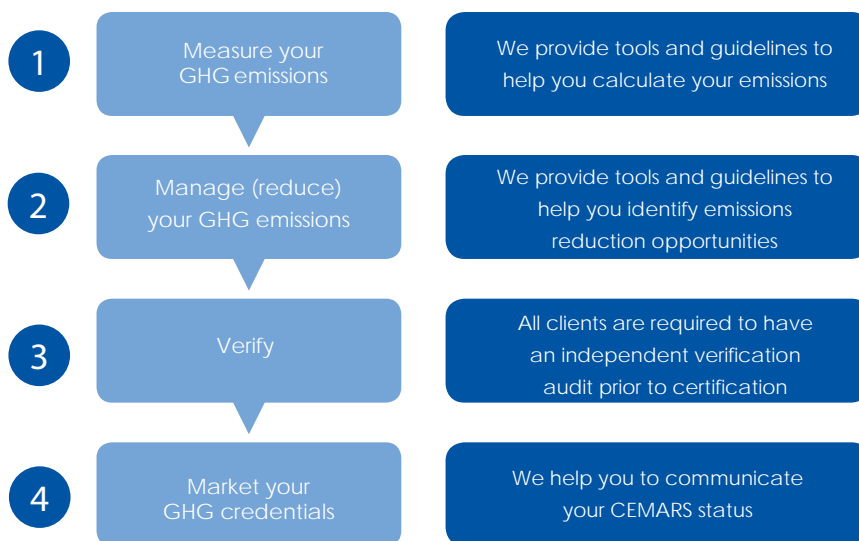 1
Measure your
GHG emissions
We provide tools and guidelines to
help you calculate your emissions
2
Manage (reduce)
your GHG emissions
We provide tools and guidelines to
help you identify emissions
reduction opportunities
3
Verify
All clients are required to have
an independent verification
audit prior to certification
4
Market your
GHG credentials
We help you to communicate
your CEMARS status